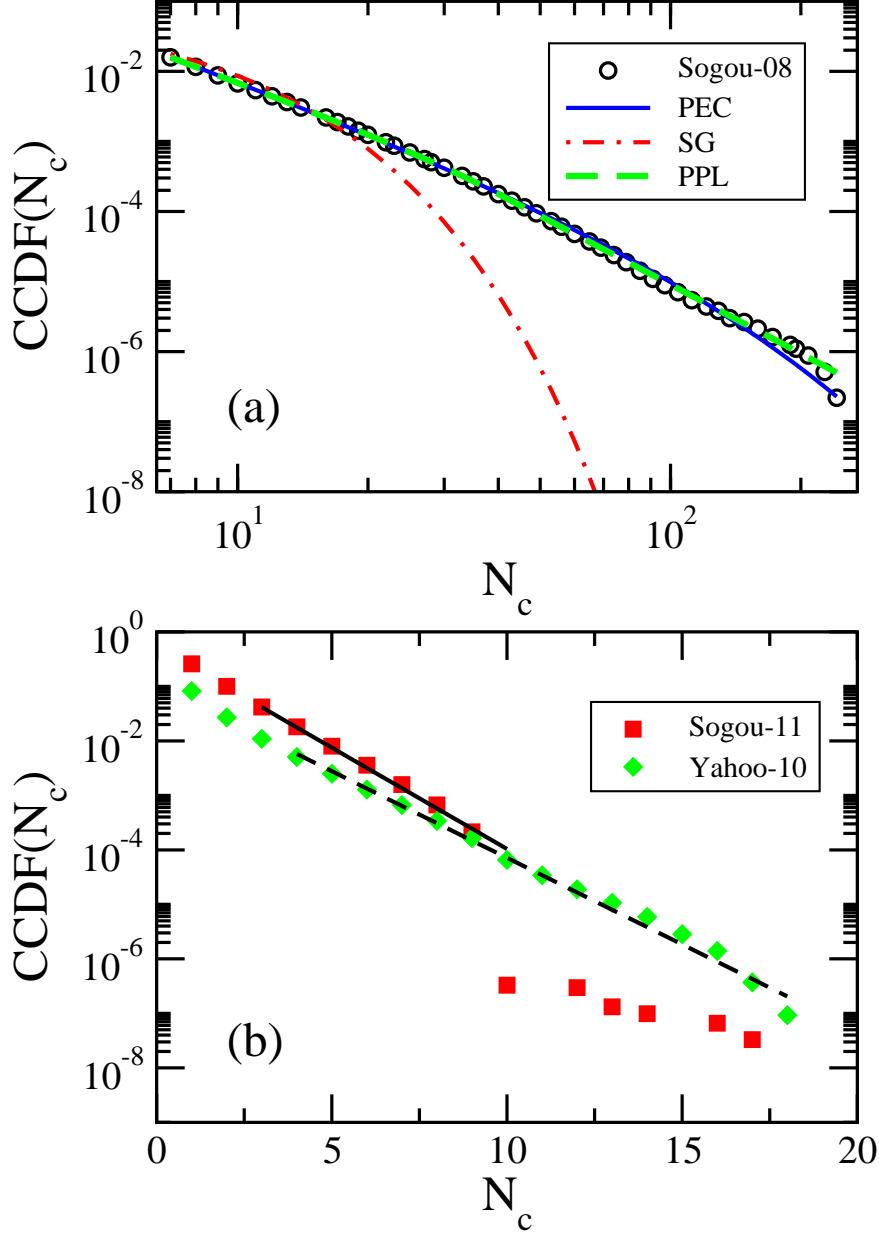 10^-2
10^-4
10^-6
10^-8
CCDF(N_c)
Sogou-08
PEC
SG
PPL
(a)
10^1
10^2
N_c
10^0
10^-2
10^-4
10^-6
10^-8
CCDF(N_c)
Sogou-11
Yahoo-10
(b)
0
5
10
15
20
N_c